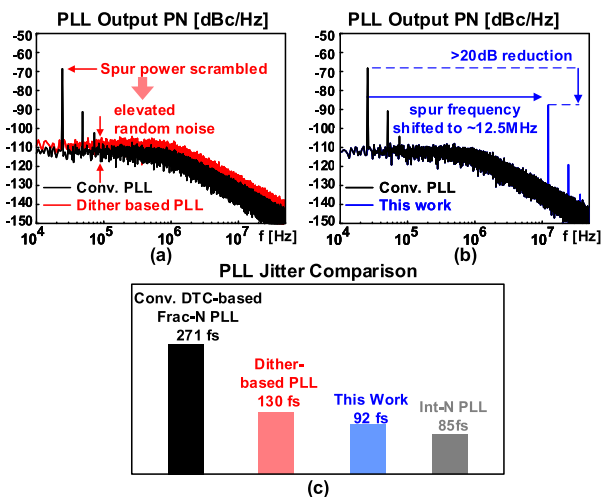 PLL Output PN [dBc/Hz]
-50
-60
-70
-80
-90
-100
-110
-120
-130
-140
-150
Spur power scrambled
elevated
random noise
Conv. PLL
Dither based PLL
10^4
10^5
10^6
10^7
f [Hz]
(a)
PLL Output PN [dBc/Hz]
-50
-60
-70
-80
-90
-100
-110
-120
-130
-140
-150
>20dB reduction
spur frequency
shifted to ~12.5MHz
Conv. PLL
This work
10^4
10^5
10^6
10^7
f [Hz]
(b)
PLL Jitter Comparison
Conv. DTC-based
Frac-N PLL
271 fs
Dither-
based PLL
130 fs
This Work
92 fs
Int-N PLL
85fs
(c)